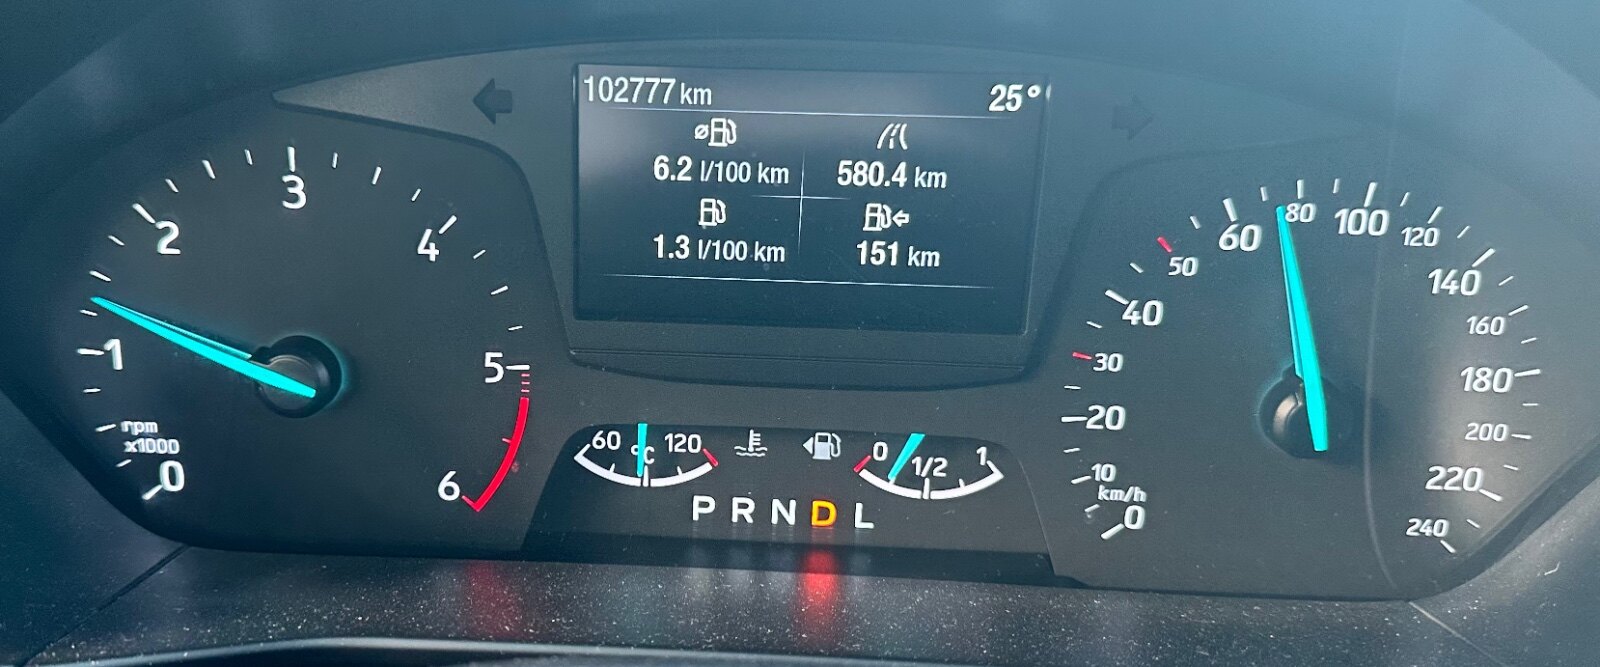 102777 km 25°
6.2 l/100 km 580.4 km
1.3 l/100 km 151 km
0 1 2 3 4 5 6
rpm
x1000
60 °C 120
0 1/2 1
P R N D L
0 10 20 30 40 50 60 80 100 120 140 160 180 200 220 240
km/h